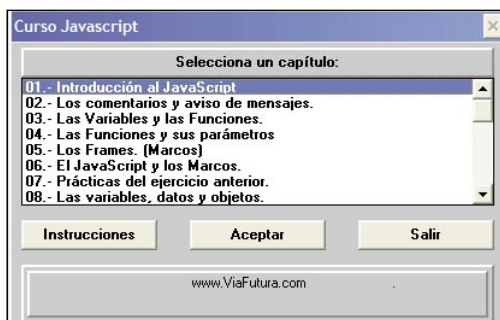 Curso Javascript
Selecciona un capítulo:
01.- Introducción al JavaScript
02.- Los comentarios y aviso de mensajes.
03.- Las Variables y las Funciones.
04.- Las Funciones y sus parámetros
05.- Los Frames. (Marcos)
06.- El JavaScript y los Marcos.
07.- Prácticas del ejercicio anterior.
08.- Las variables, datos y objetos.
Instrucciones Aceptar Salir
www.ViaFutura.com .